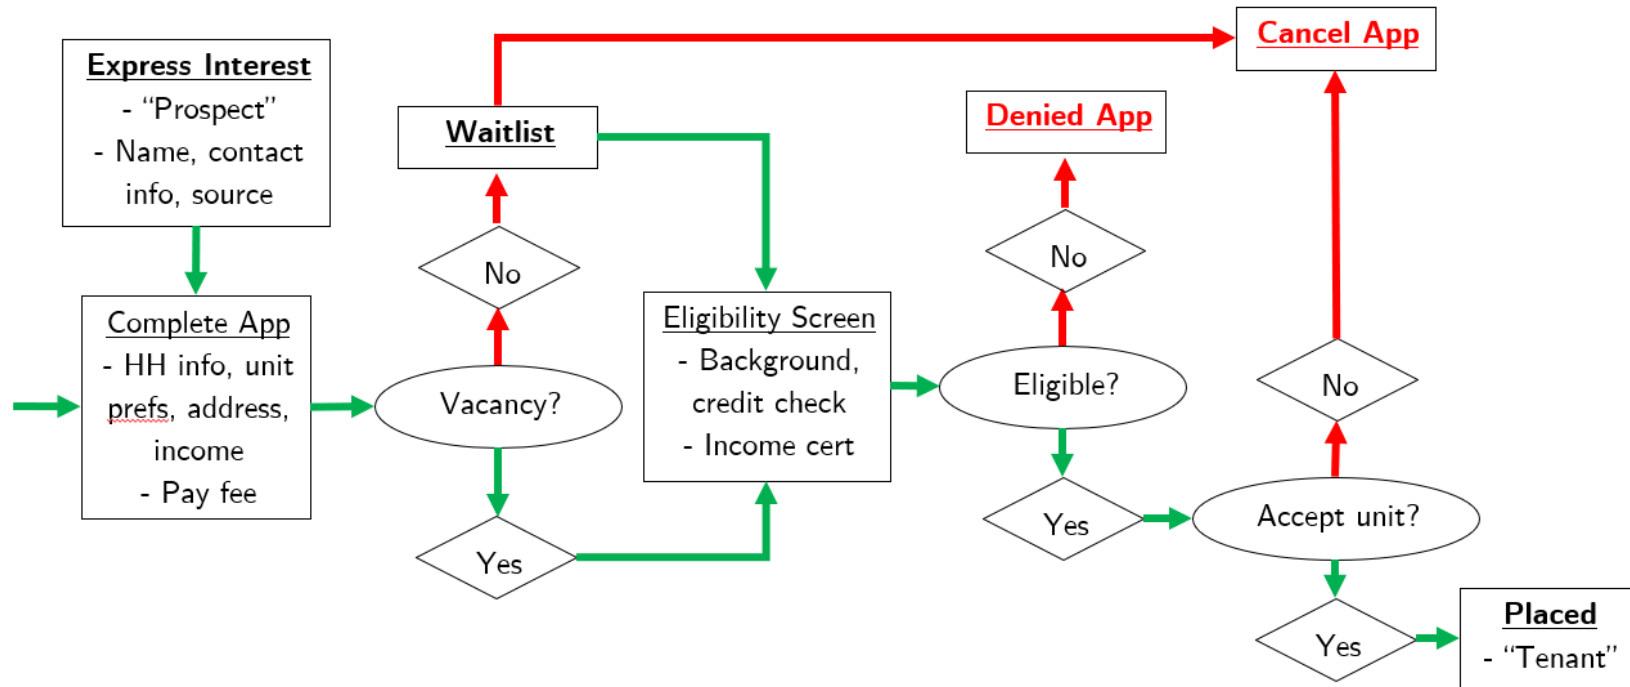 Express Interest
- “Prospect”
- Name, contact
info, source
Complete App
- HH info, unit
prefs, address,
income
- Pay fee
Waitlist
No
Vacancy?
Yes
Eligibility Screen
- Background,
credit check
- Income cert
Denied App
No
Eligible?
Yes
Cancel App
No
Accept unit?
Yes
Placed
- “Tenant”